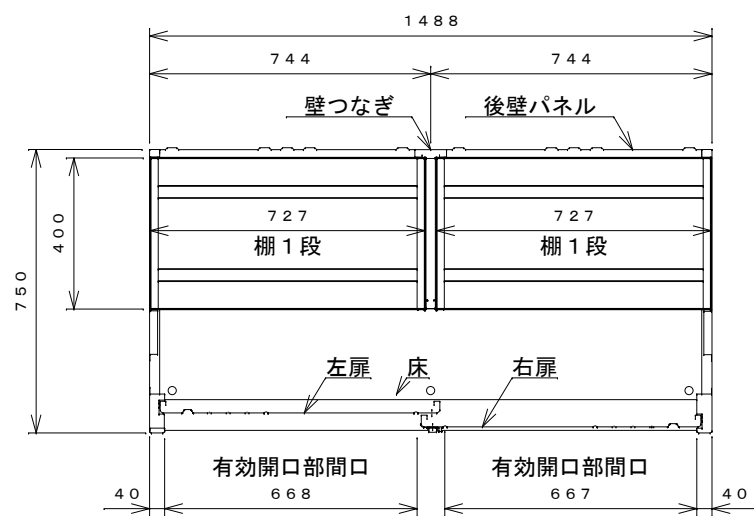 １４８８
７４４ ７４４
壁つなぎ 後壁パネル
７５０
４００
７２７ ７２７
棚１段 棚１段
左扉 床 右扉
有効開口部間口 有効開口部間口
４０ ６６８ ６６７ ４０